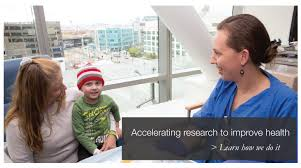 Accelerating research to improve health
> Learn how we do it